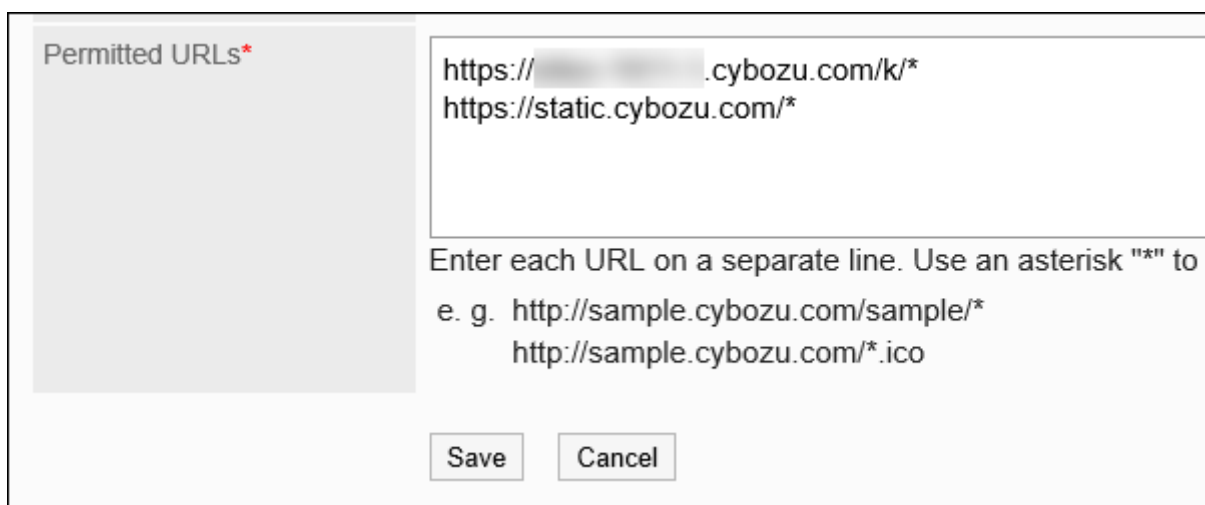 Permitted URLs*
https:// .cybozu.com/k/*
https://static.cybozu.com/*
Enter each URL on a separate line. Use an asterisk "*" to
e. g. http://sample.cybozu.com/sample/*
http://sample.cybozu.com/*.ico
Save Cancel